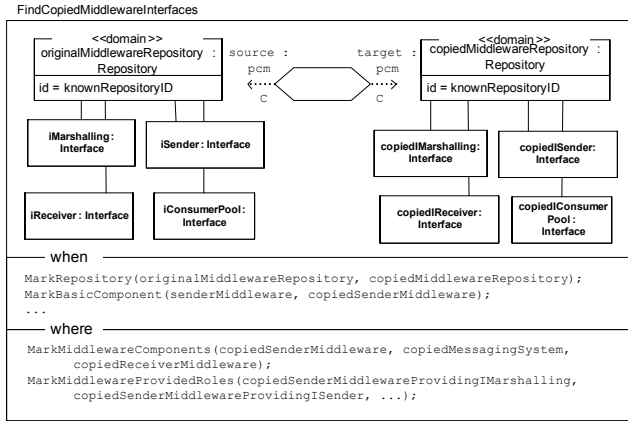 FindCopiedMiddlewareInterfaces
<<domain>>
originalMiddlewareRepository :
Repository
id = knownRepositoryID
source :
pcm
C
target :
pcm
C
<<domain>>
copiedMiddlewareRepository :
Repository
id = knownRepositoryID
iMarshalling:
Interface
iSender: Interface
iReceiver: Interface
iConsumerPool:
Interface
copiedIMarshalling:
Interface
copiedISender:
Interface
copiedIReceiver:
Interface
copiedIConsumer
Pool:
Interface
when
MarkRepository(originalMiddlewareRepository, copiedMiddlewareRepository);
MarkBasicComponent(senderMiddleware, copiedSenderMiddleware);
...
where
MarkMiddlewareComponents(copiedSenderMiddleware, copiedMessagingSystem,
copiedReceiverMiddleware);
MarkMiddlewareProvidedRoles(copiedSenderMiddlewareProvidingIMarshalling,
copiedSenderMiddlewareProvidingISender, ...);